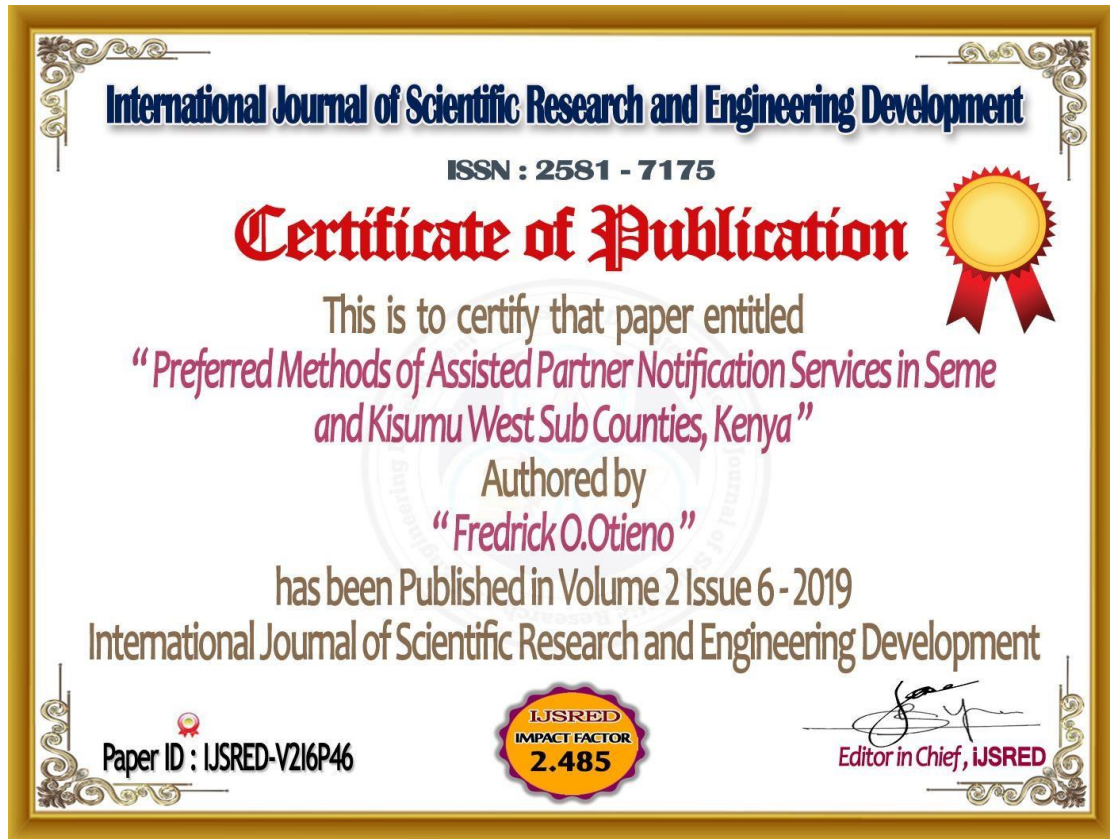 International Journal of Scientific Research and Engineering Development
ISSN : 2581 - 7175
Certificate of Publication
This is to certify that paper entitled
“ Preferred Methods of Assisted Partner Notification Services in Seme
and Kisumu West Sub Counties, Kenya ”
Authored by
“ Fredrick O.Otieno ”
has been Published in Volume 2 Issue 6 - 2019
International Journal of Scientific Research and Engineering Development
Paper ID : IJSRED-V2I6P46
IJSRED
IMPACT FACTOR
2.485
Editor in Chief , IJSRED